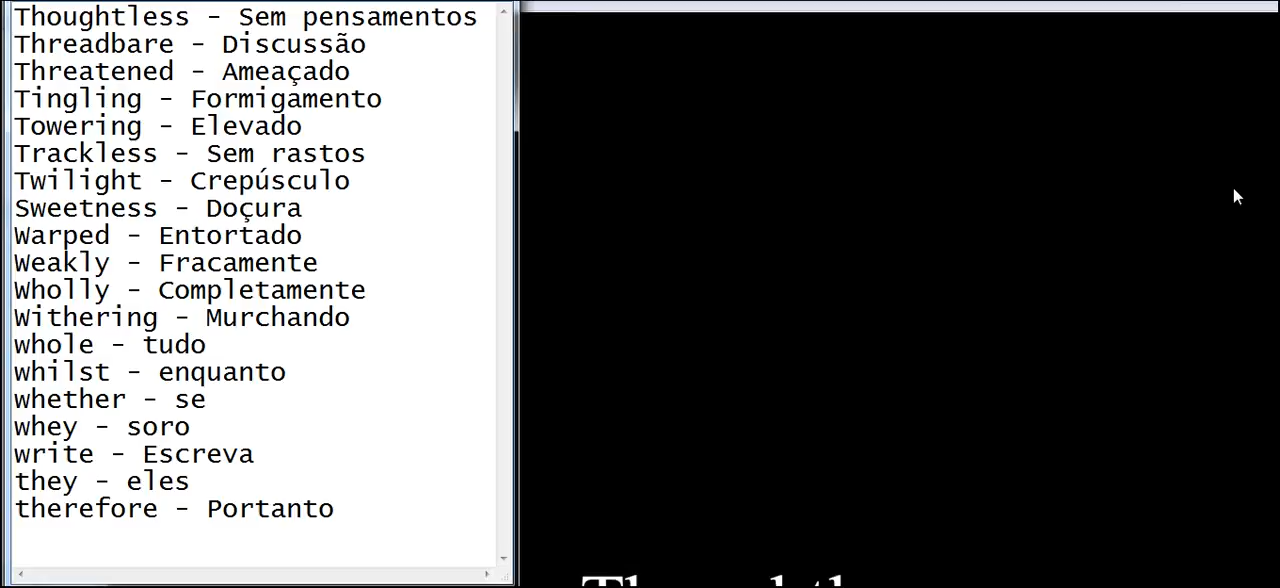 Thoughtless - Sem pensamentos
Threadbare - Discussão
Threatened - Ameaçado
Tingling - Formigamento
Towering - Elevado
Trackless - Sem rastos
Twilight - Crepúsculo
Sweetness - Doçura
Warped - Entortado
Weakly - Fracamente
Wholly - Completamente
Withering - Murchando
whole - tudo
whilst - enquanto
whether - se
whey - soro
write - Escreva
they - eles
therefore - Portanto